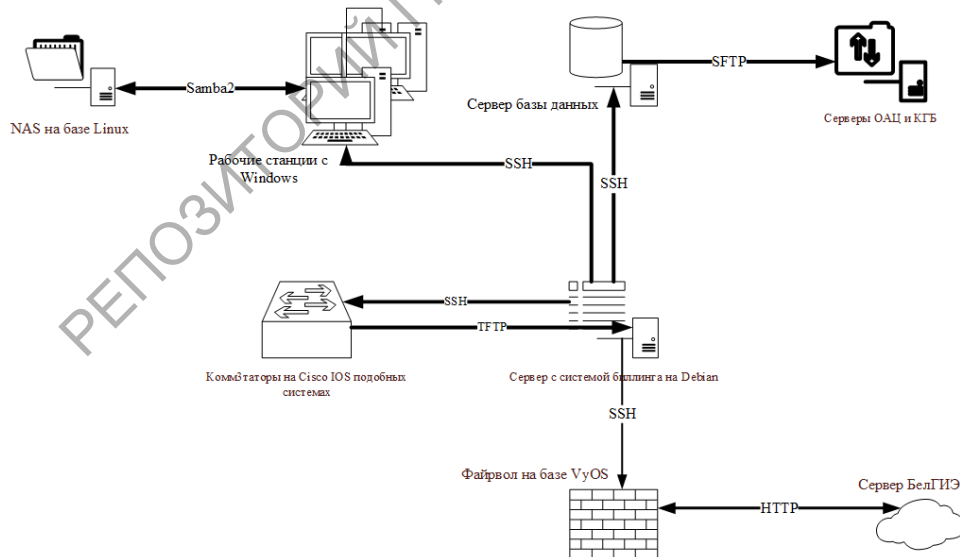 РЕПОЗИТОРИЙ
Samba2
SFTP
NAS на базе Linux
Сервер базы данных
Серверы ОАЦ и КГБ
Рабочие станции с
Windows
SSH
SSH
SSH
TFTP
Комм3таторы на Cisco IOS подобных
системах
Сервер с системой биллинга на Debian
SSH
Файрвол на базе VyOS
Сервер БелГИЭ
HTTP